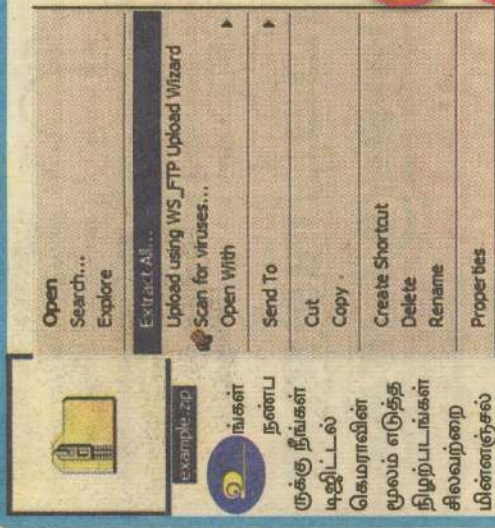 example.zip
Open
Search...
Explore
Extract All...
Upload using WS_FTP Upload Wizard
Scan for viruses...
Open With
Send To
Cut
Copy
Create Shortcut
Delete
Rename
Properties
உங்கள்
நண்ப
ருக்கு நீங்கள்
டிஜிட்டல்
கெமராவின்
மூலம் எடுத்த
நிழற்படங்கள்
சிலவற்றை
மின்னஞ்சல்